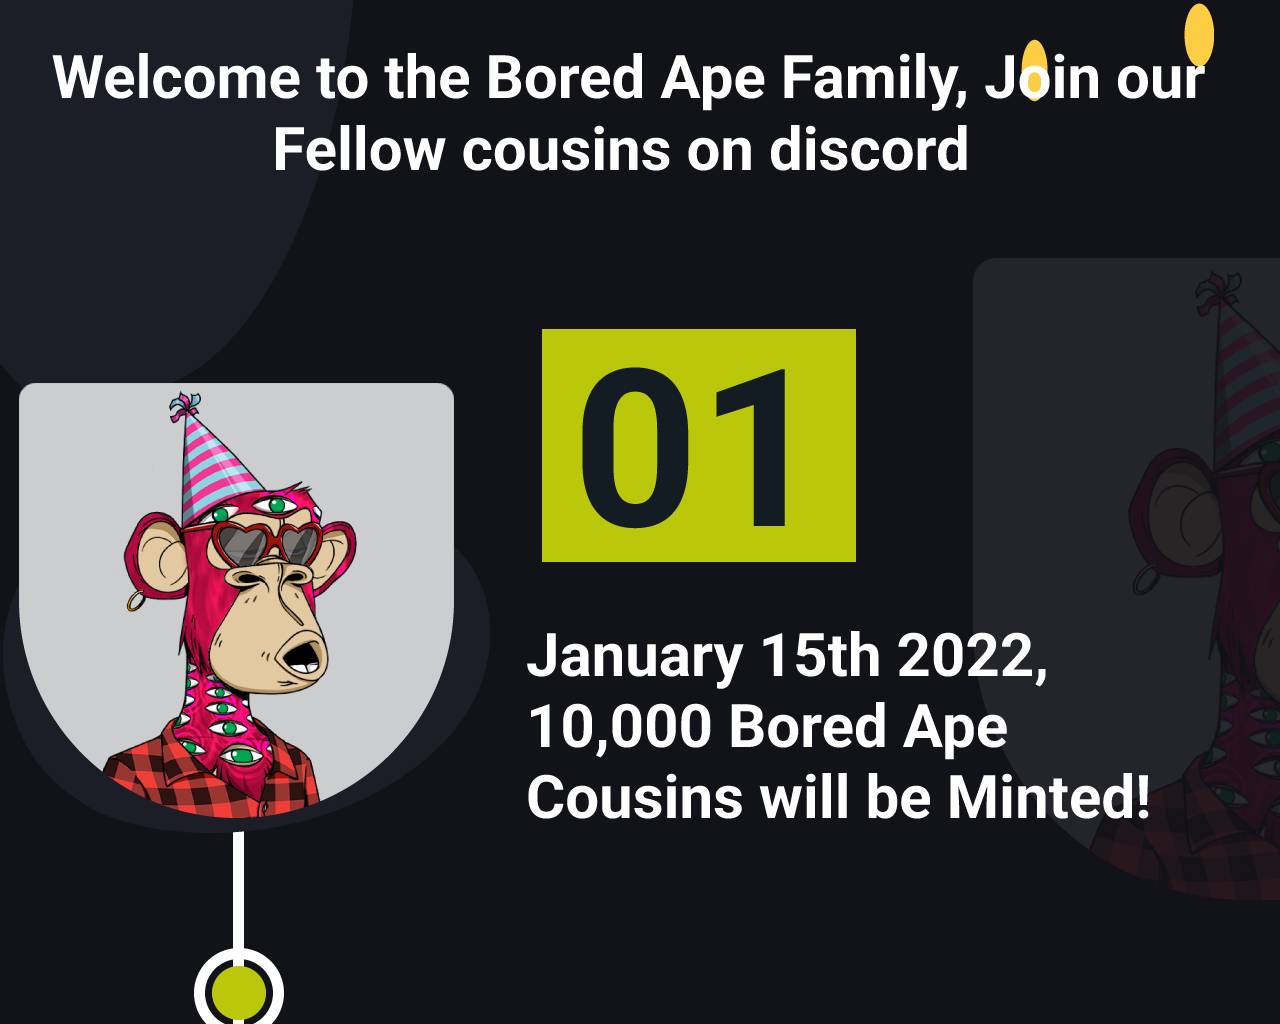 Welcome to the Bored Ape Family, Join our
Fellow cousins on discord
01
January 15th 2022,
10,000 Bored Ape
Cousins will be Minted!